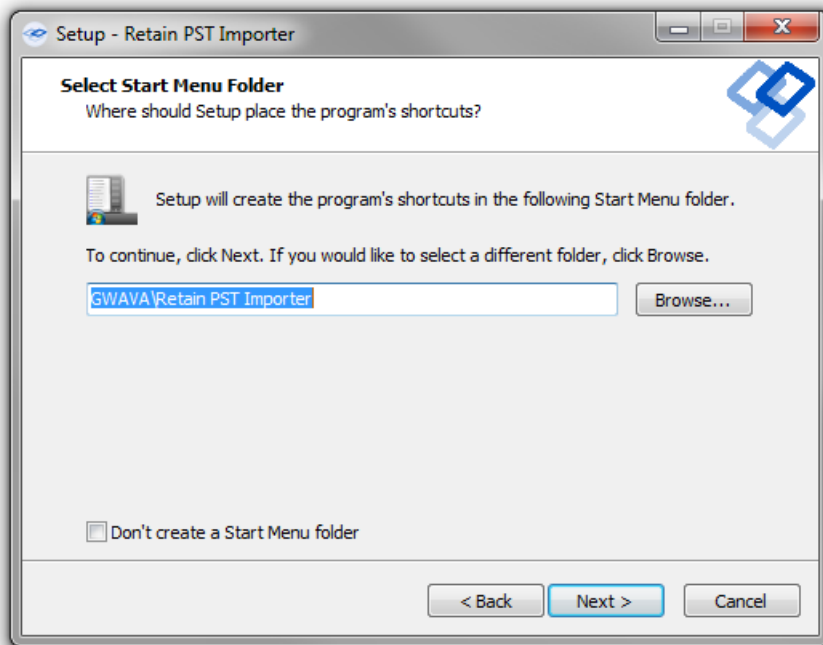 Setup - Retain PST Importer
Select Start Menu Folder
Where should Setup place the program's shortcuts?
Setup will create the program's shortcuts in the following Start Menu folder.
To continue, click Next. If you would like to select a different folder, click Browse.
GWAVA\Retain PST Importer
Browse...
Don't create a Start Menu folder
< Back
Next >
Cancel